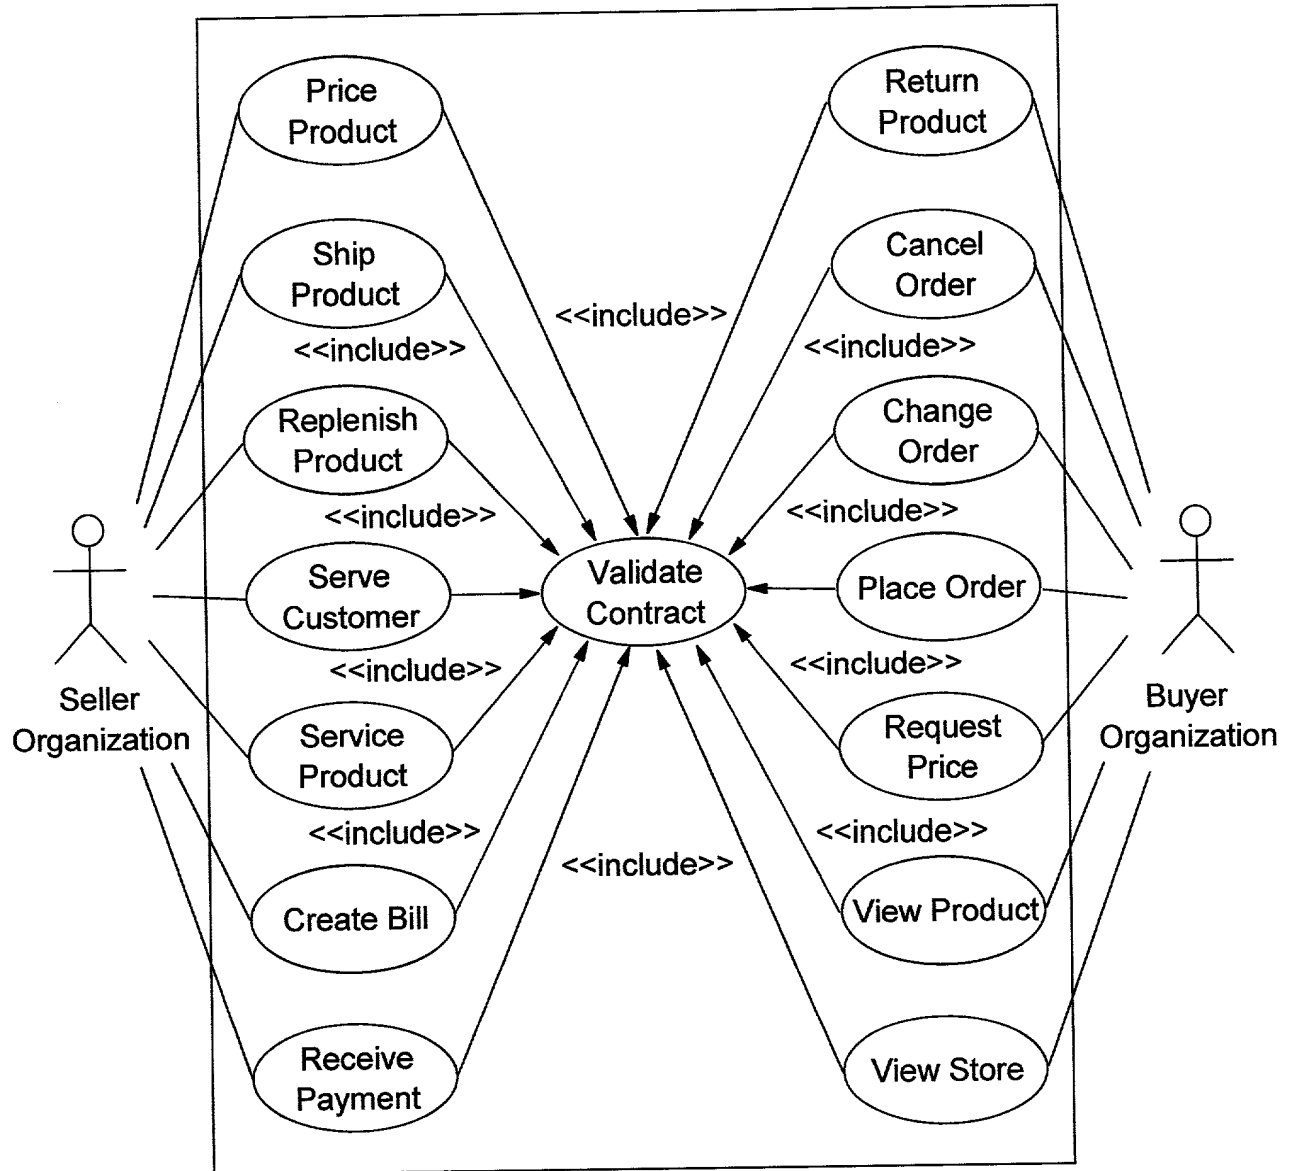 Price
Product
Return
Product
Ship
Product
Cancel
Order
<<include>>
<<include>>
<<include>>
Replenish
Product
Change
Order
<<include>>
<<include>>
Serve
Customer
Validate
Contract
Place Order
<<include>>
<<include>>
Seller
Organization
Buyer
Organization
Service
Product
Request
Price
<<include>>
<<include>>
<<include>>
Create Bill
View Product
Receive
Payment
View Store